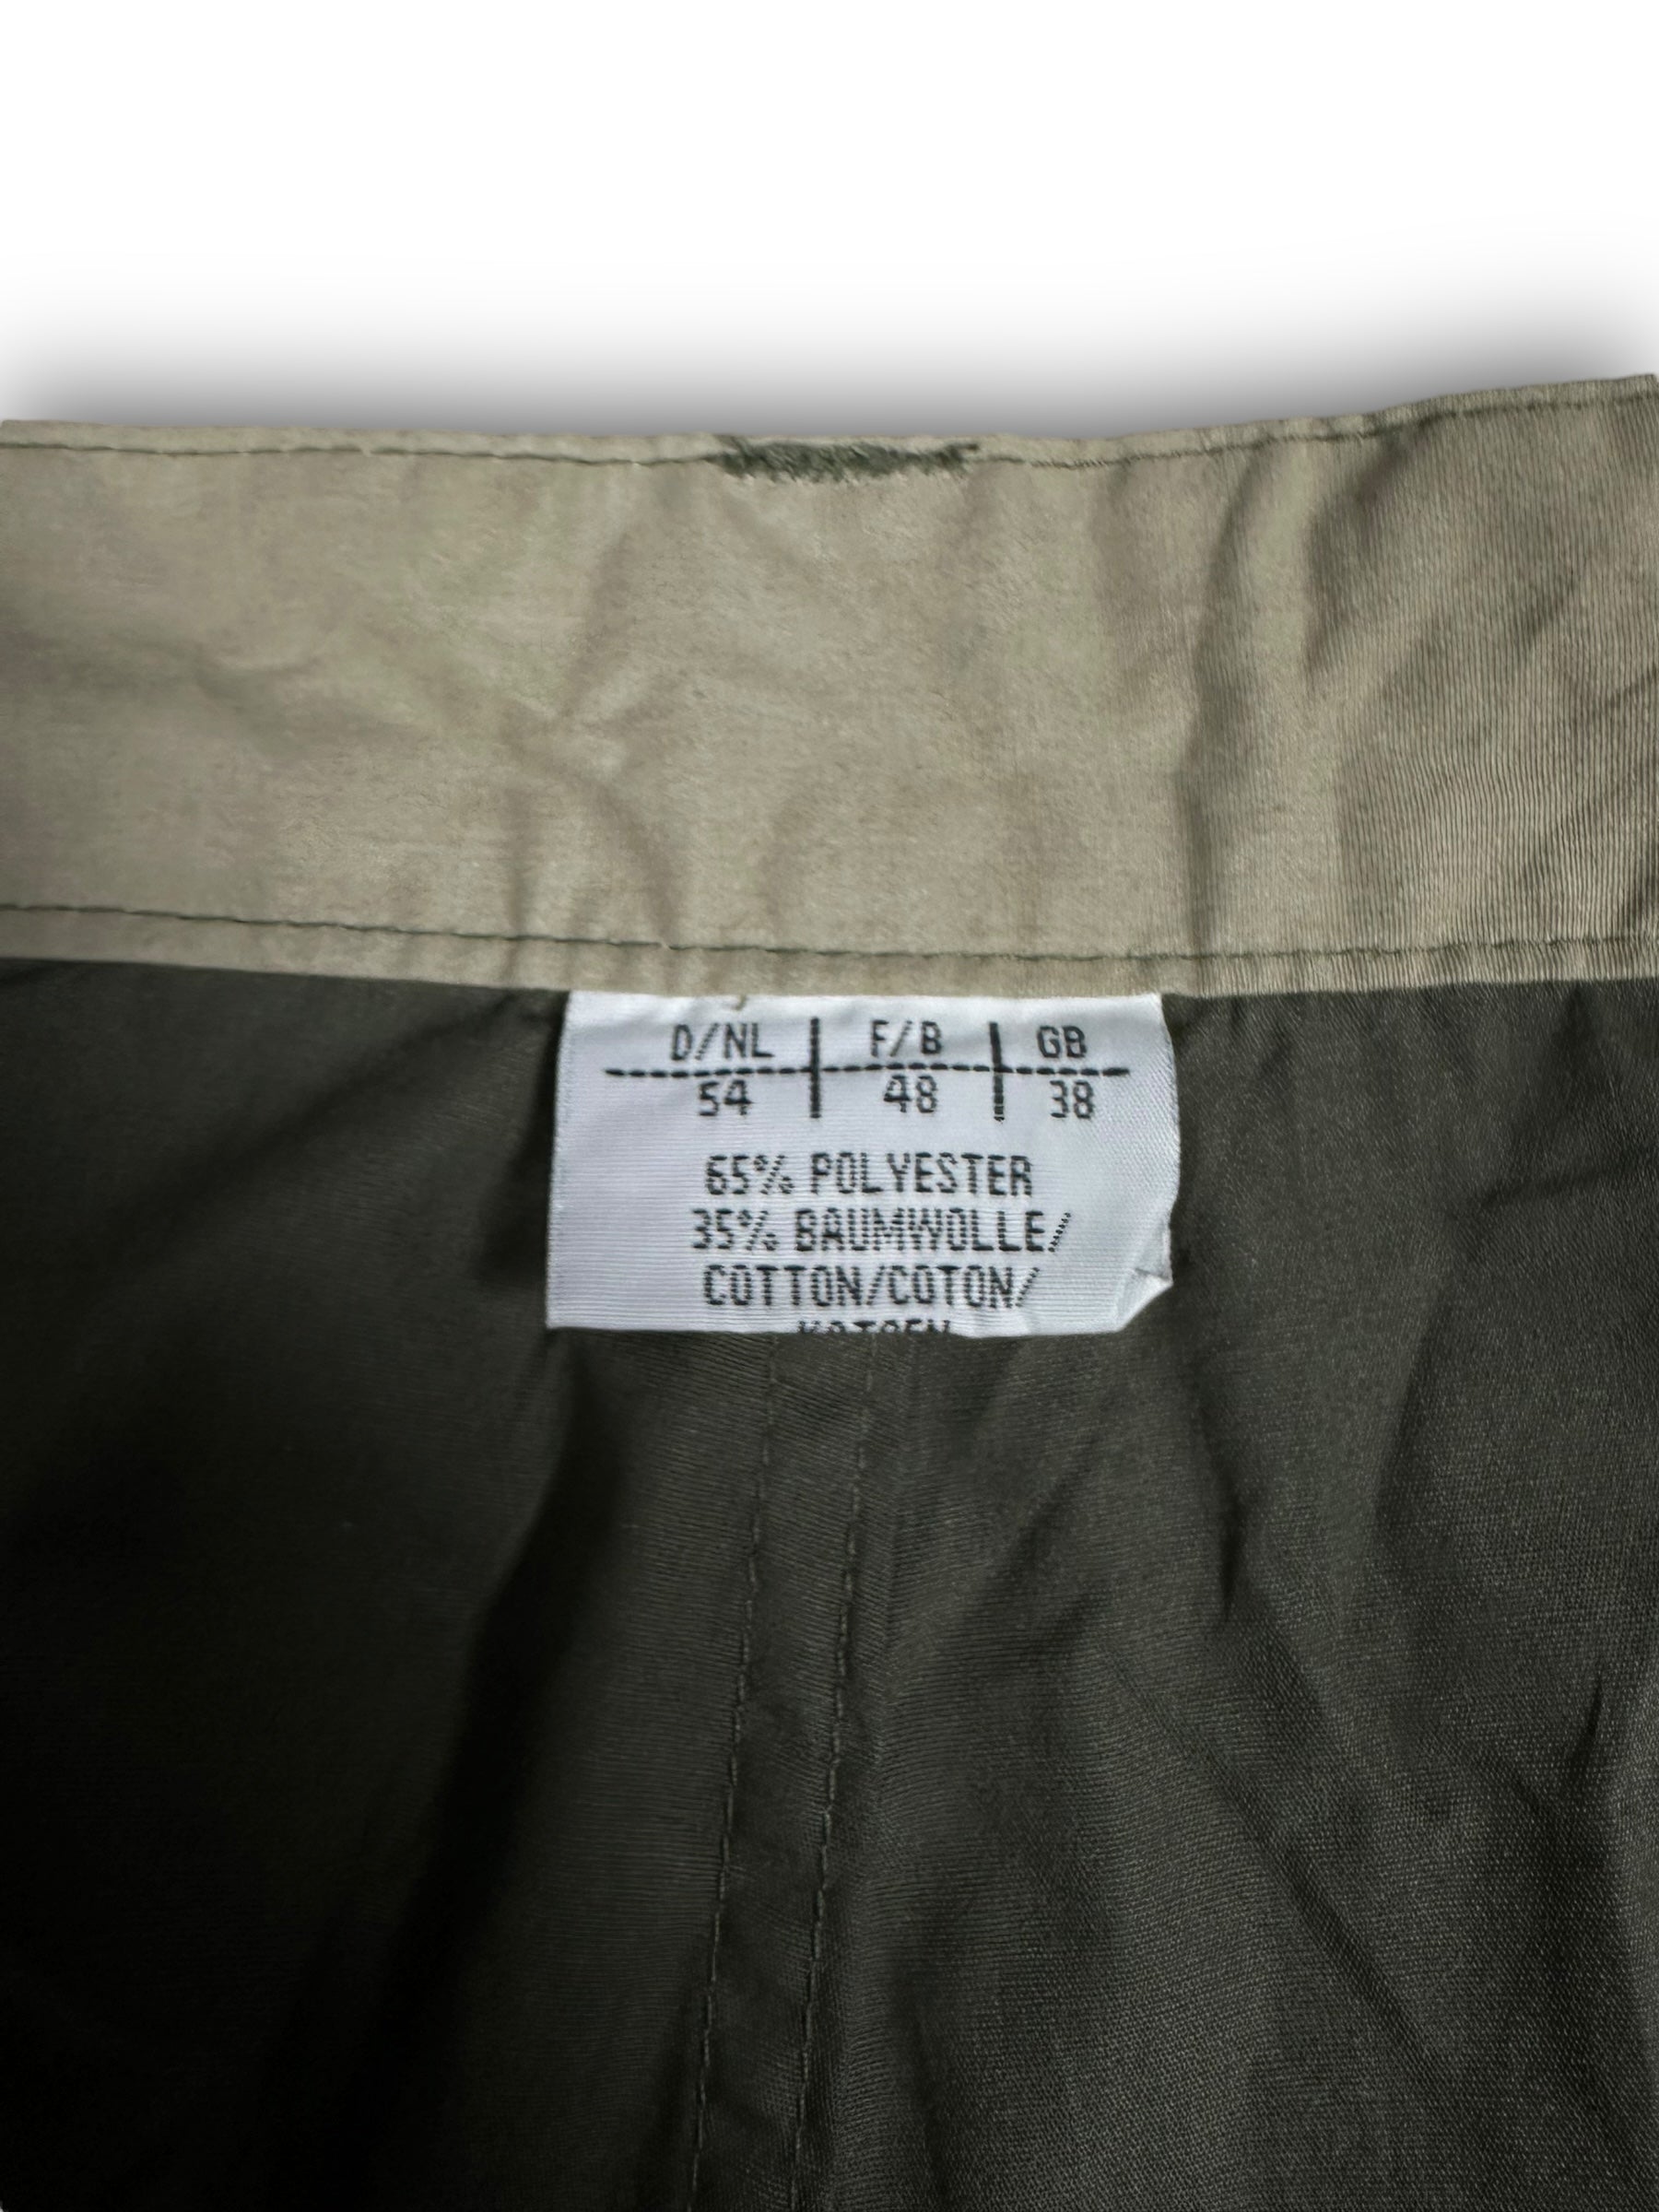 D/NL | F/B | GB
54 | 48 | 38
65% POLYESTER
35% BAUMWOLLE/
COTTON/COTON/